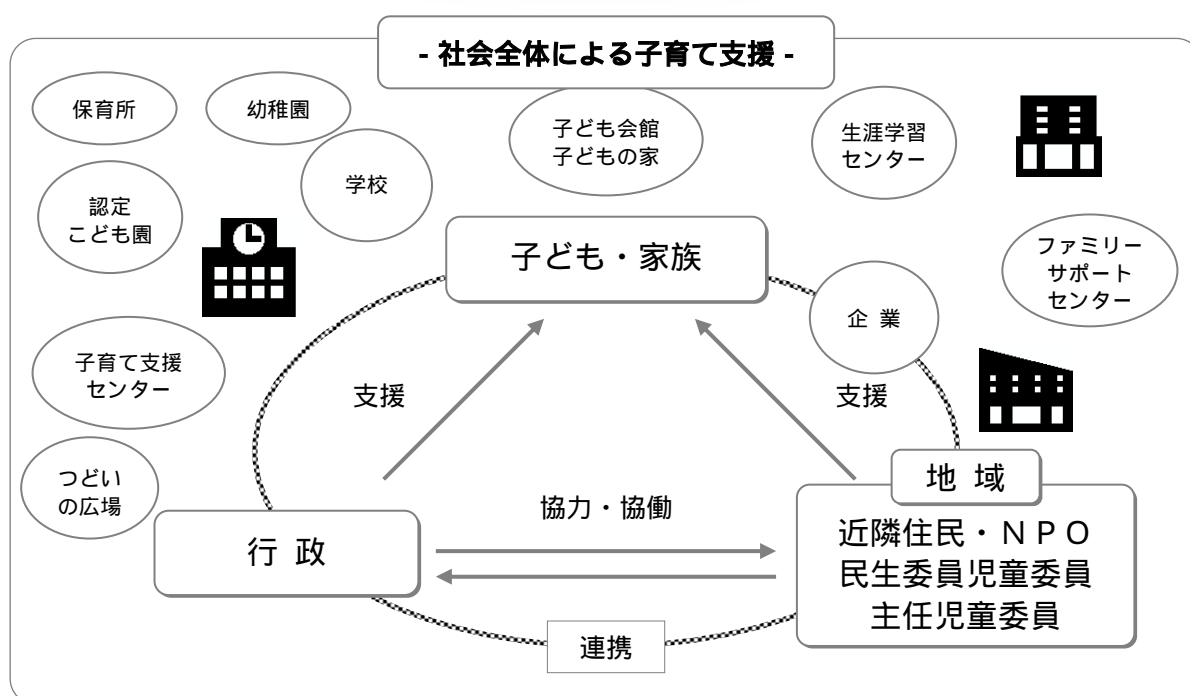 - 社会全体による子育て支援 -
保育所
幼稚園
子ども会館
子どもの家
生涯学習
センター
学校
認定
こども園
子ども・家族
ファミリー
サポート
センター
企 業
子育て支援
センター
支援
支援
つどい
の広場
地 域
協力・協働
行 政
近隣住民・ＮＰＯ
民生委員児童委員
主任児童委員
連携